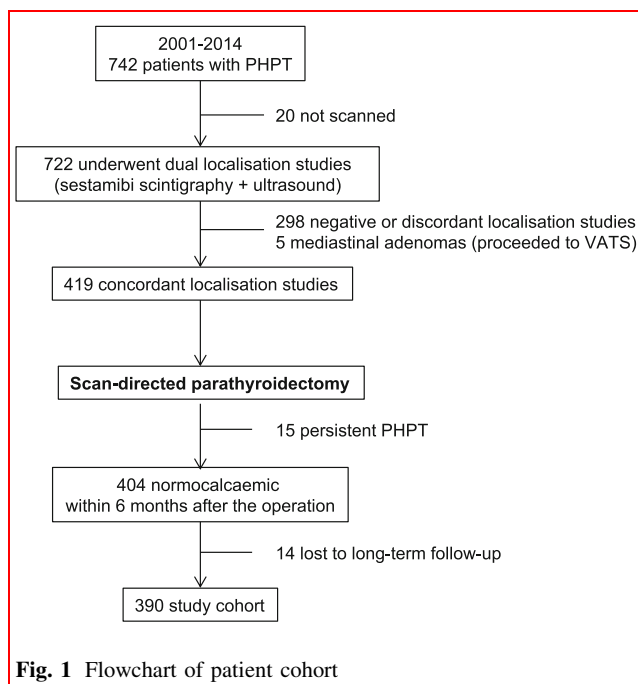 2001-2014
742 patients with PHPT
20 not scanned
722 underwent dual localisation studies
(sestamibi scintigraphy + ultrasound)
298 negative or discordant localisation studies
5 mediastinal adenomas (proceeded to VATS)
419 concordant localisation studies
Scan-directed parathyroidectomy
15 persistent PHPT
404 normocalcaemic
within 6 months after the operation
14 lost to long-term follow-up
390 study cohort
Fig. 1 Flowchart of patient cohort